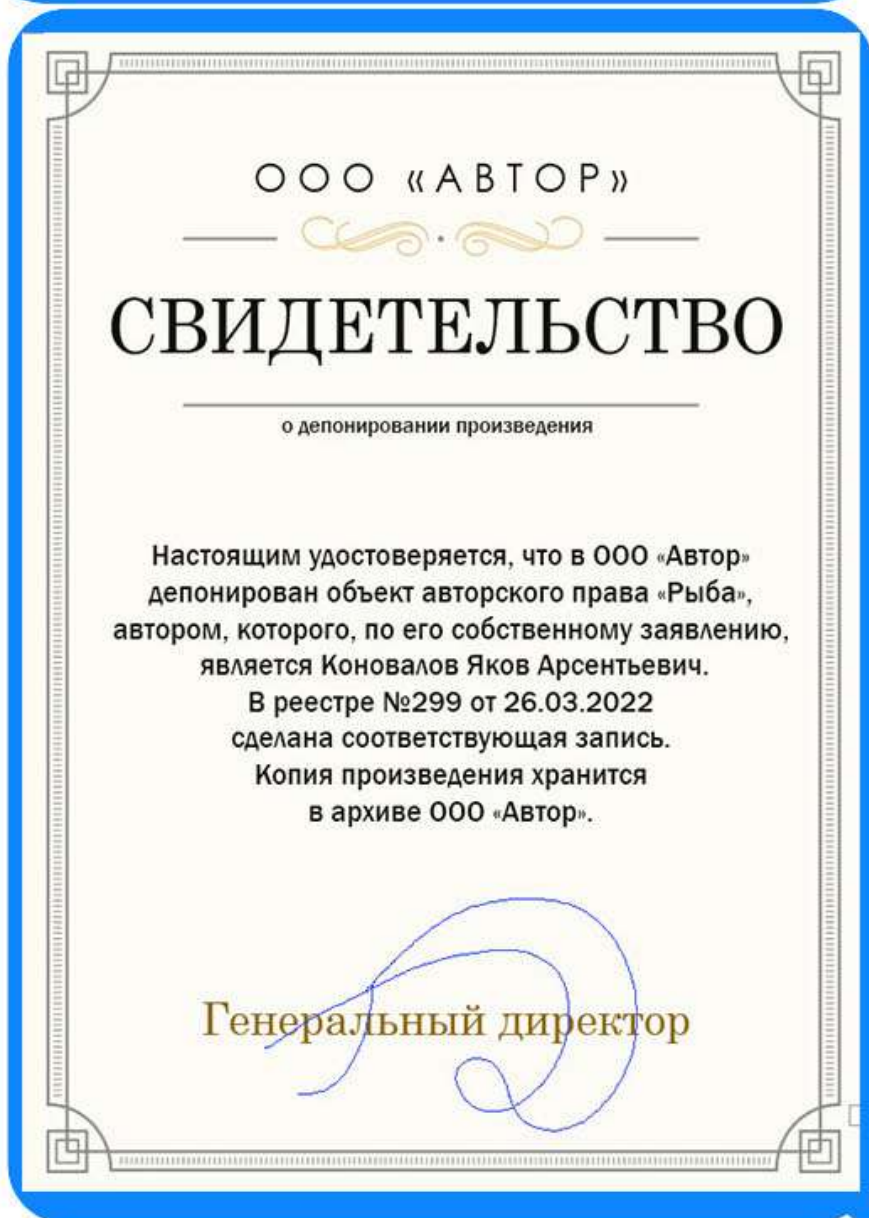 ООО «АВТОР»
СВИДЕТЕЛЬСТВО
о депонировании произведения
Настоящим удостоверяется, что в ООО «Автор»
депонирован объект авторского права «Рыба»,
автором, которого, по его собственному заявлению,
является Коновалов Яков Арсентьевич.
В реестре №299 от 26.03.2022
сделана соответствующая запись.
Копия произведения хранится
в архиве ООО «Автор».
Генеральный директор